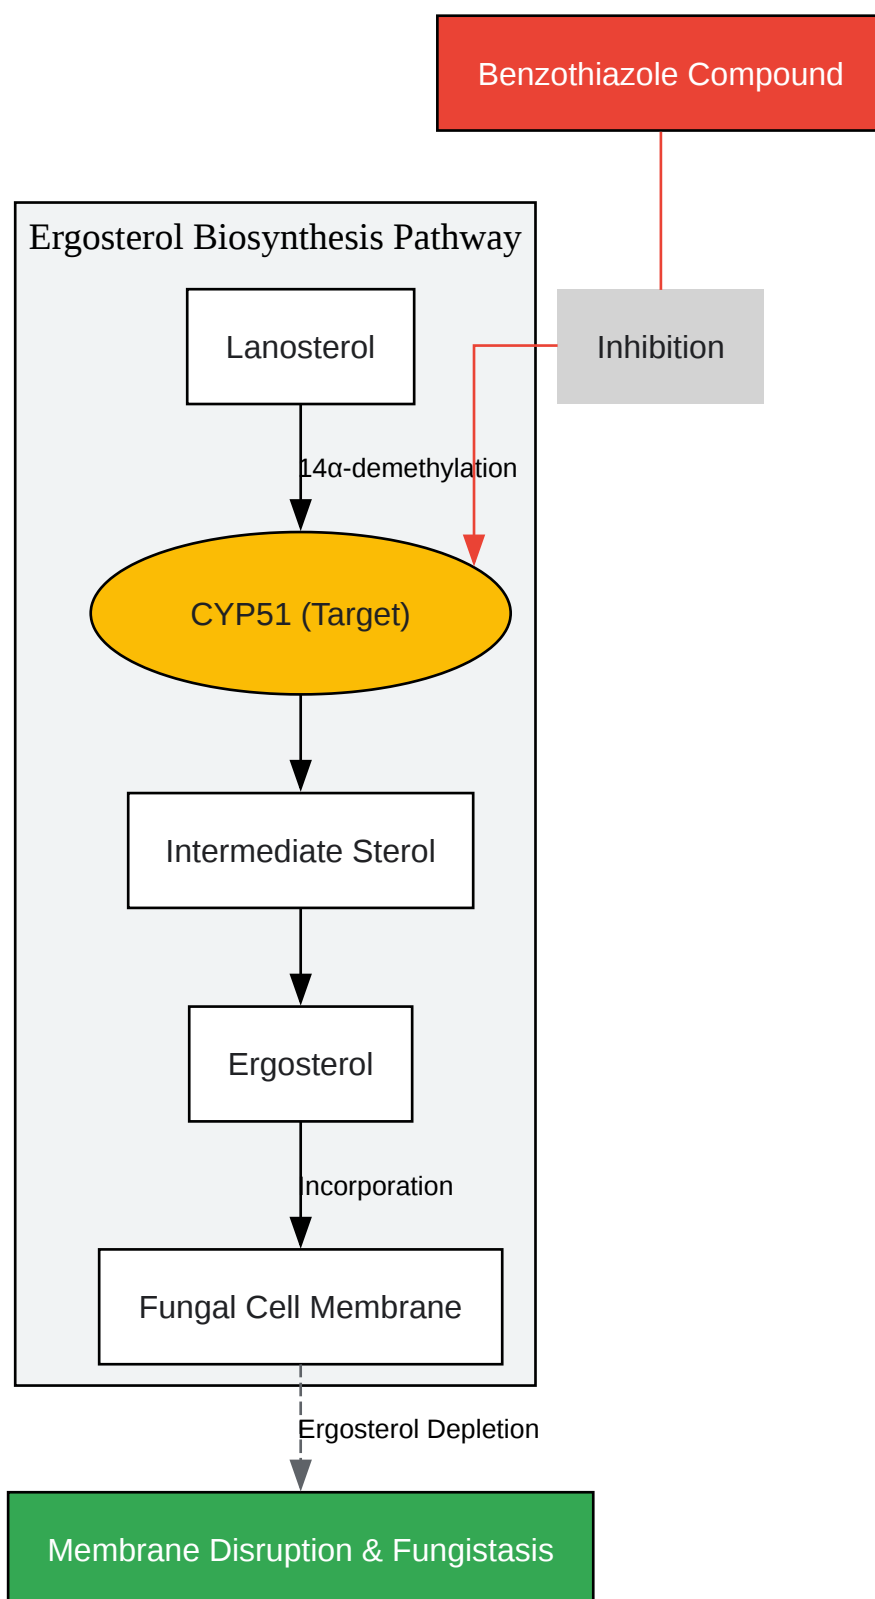 Benzothiazole Compound
Ergosterol Biosynthesis Pathway
Lanosterol
Inhibition
14α-demethylation
CYP51 (Target)
Intermediate Sterol
Ergosterol
Incorporation
Fungal Cell Membrane
Ergosterol Depletion
Membrane Disruption & Fungistasis